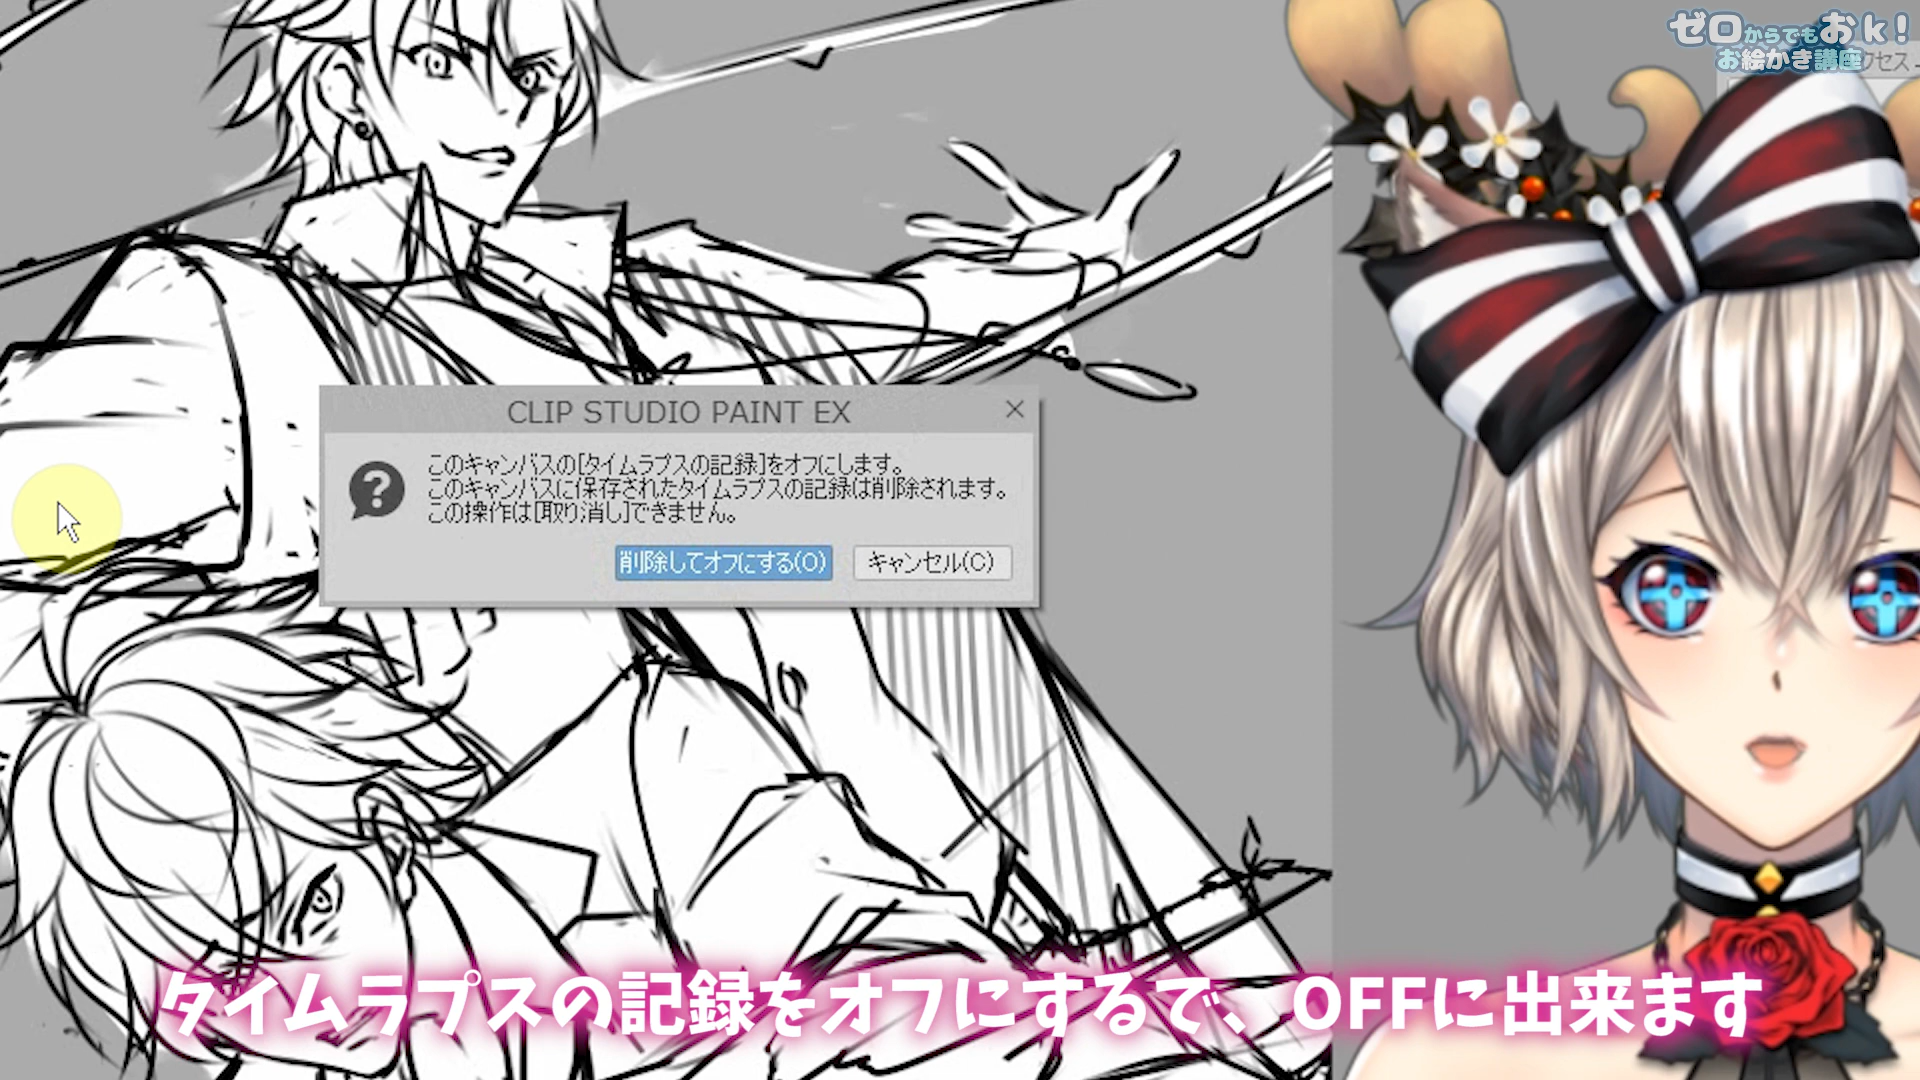 ゼロからでもおk！
お絵かき講座
クセス
CLIP STUDIO PAINT EX
このキャンバスの[タイムラプスの記録]をオフにします。
このキャンバスに保存されたタイムラプスの記録は削除されます。
この操作は[取り消し]できません。
削除してオフにする(O)
キャンセル(C)
タイムラプスの記録をオフにするで、OFFに出来ます